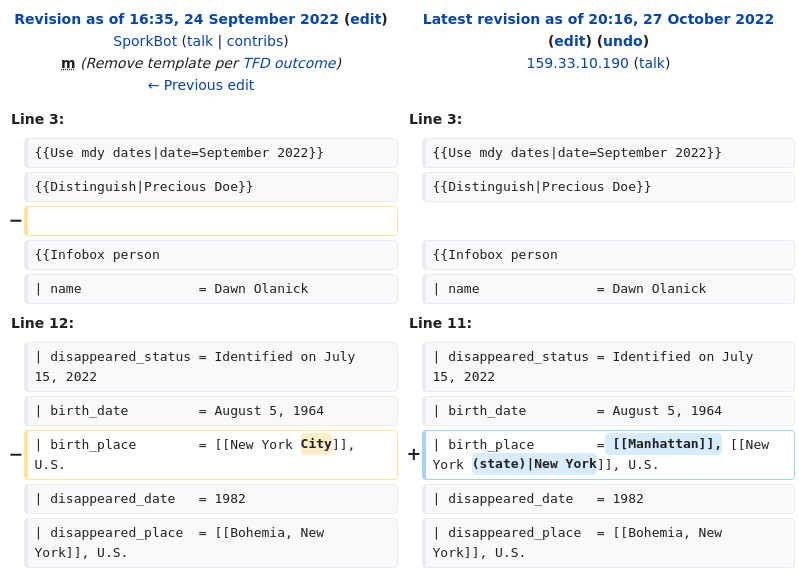 Revision as of 16:35, 24 September 2022 (edit)
SporkBot (talk | contribs)
m (Remove template per TFD outcome)
← Previous edit
Latest revision as of 20:16, 27 October 2022
(edit) (undo)
159.33.10.190 (talk)
Line 3:
Line 3:
{{Use mdy dates|date=September 2022}}
{{Use mdy dates|date=September 2022}}
{{Distinguish|Precious Doe}}
{{Distinguish|Precious Doe}}
−
{{Infobox person
{{Infobox person
| name               = Dawn Olanick
| name               = Dawn Olanick
Line 12:
Line 11:
| disappeared_status = Identified on July
15, 2022
| disappeared_status = Identified on July
15, 2022
| birth_date         = August 5, 1964
| birth_date         = August 5, 1964
− | birth_place        = [[New York City]],
U.S.
+ | birth_place        = [[Manhattan]], [[New
York (state)|New York]], U.S.
| disappeared_date   = 1982
| disappeared_date   = 1982
| disappeared_place  = [[Bohemia, New
York]], U.S.
| disappeared_place  = [[Bohemia, New
York]], U.S.